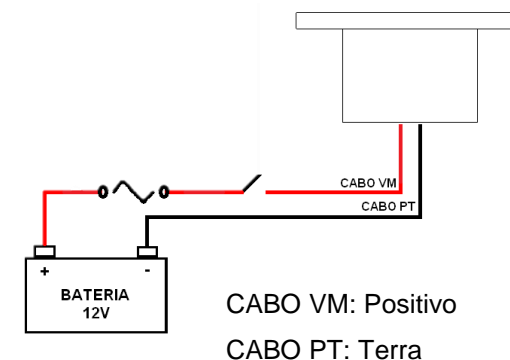 CABO VM
CABO PT
+ -
BATERIA
12V
CABO VM: Positivo
CABO PT: Terra